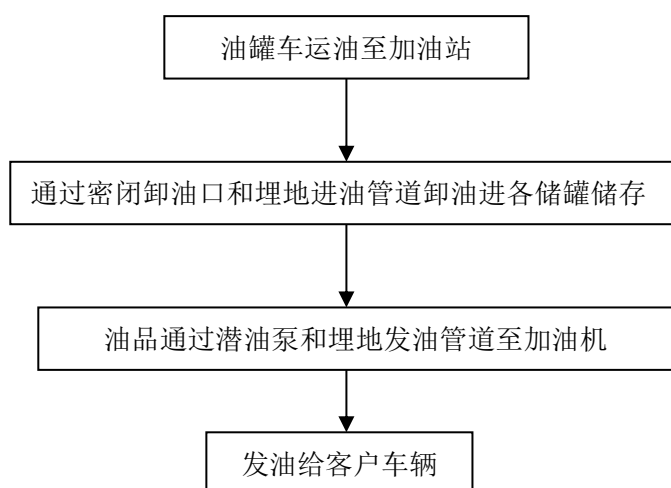 油罐车运油至加油站
通过密闭卸油口和埋地进油管道卸油进各储罐储存
油品通过潜油泵和埋地发油管道至加油机
发油给客户车辆